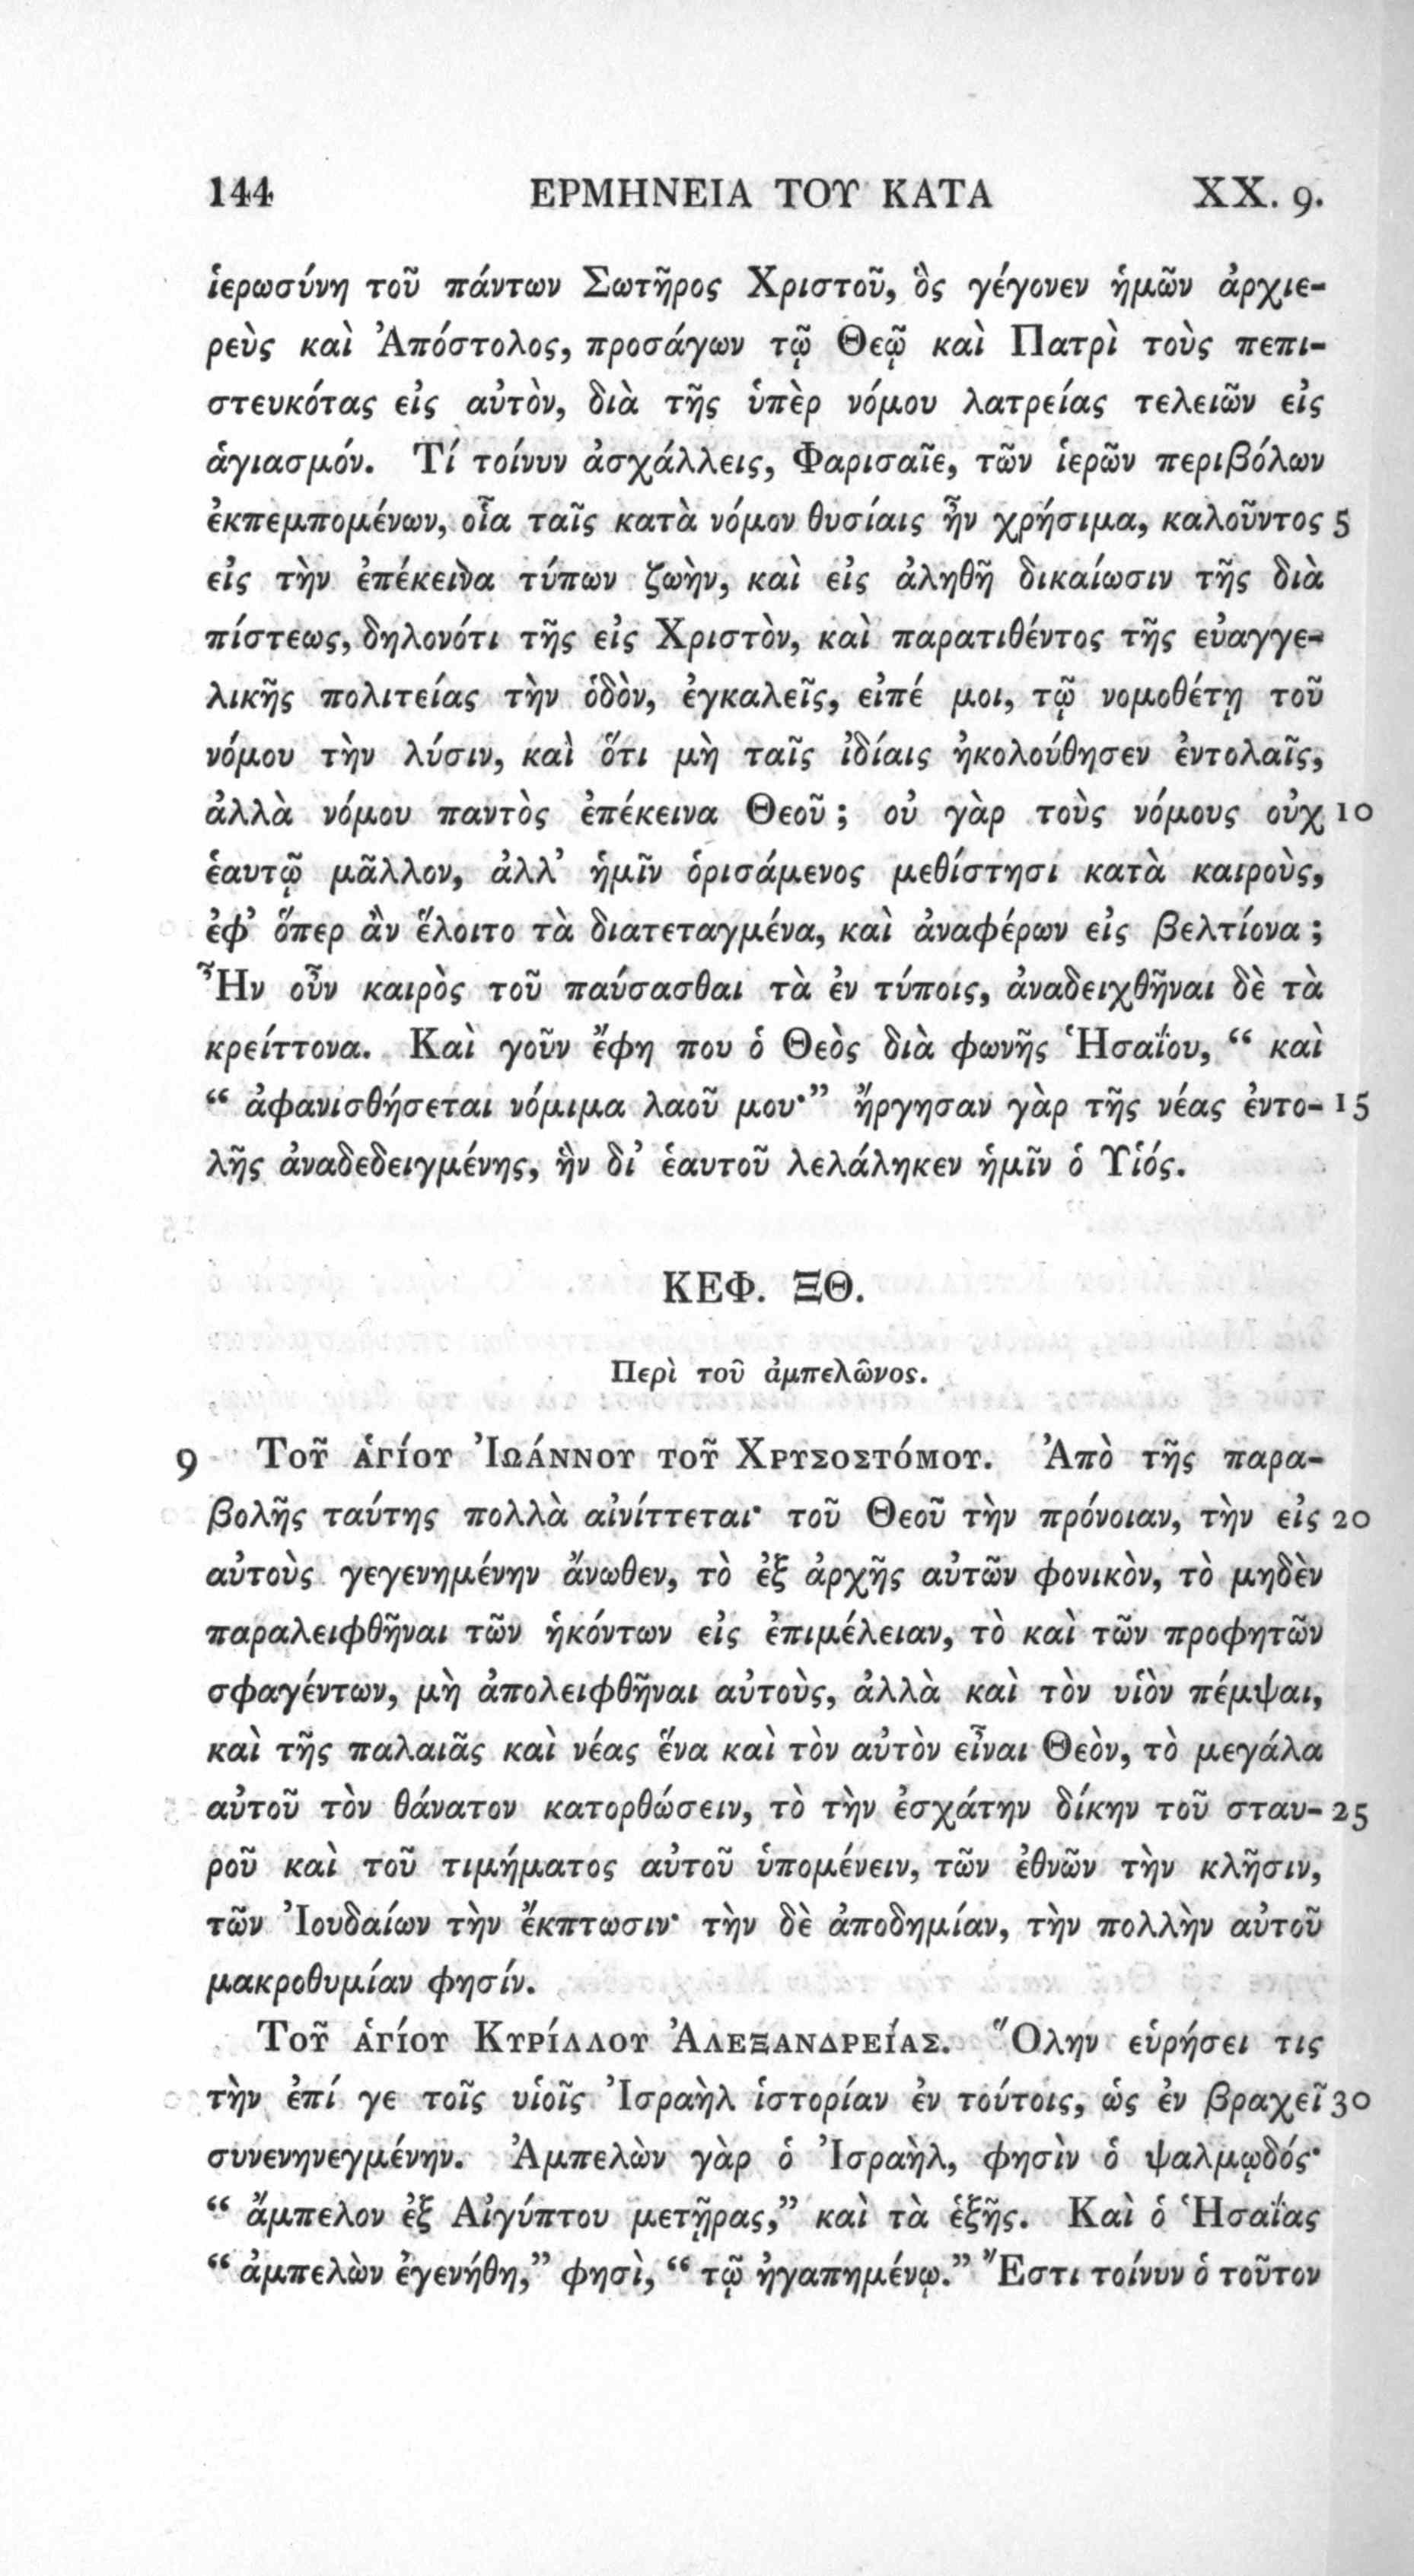 144 ΕΡΜΗΝΕΙΑ ΤΟΥ ΚΑΤΑ XX. 9.
ἱερωσύνη τοῦ πάντων Σωτῆρος Χριστοῦ, ὃς γέγονεν ἡμῶν ἀρχιε-
ρεὺς καὶ Ἀπόστολος, προσάγων τῷ Θεῷ καὶ Πατρὶ τοὺς πεπι-
στευκότας εἰς αὐτὸν, διὰ τῆς ὑπὲρ νόμου λατρείας τελειῶν εἰς
ἁγιασμόν. Τί τοίνυν ἀσχάλλεις, Φαρισαῖε, τῶν ἱερῶν περιβόλων
ἐκπεμπομένων, οἷα ταῖς κατὰ νόμον θυσίαις ἦν χρήσιμα, καλοῦντος 5
εἰς τὴν ἐπέκεινα τύπων ζωὴν, καὶ εἰς ἀληθῆ δικαίωσιν τῆς διὰ
πίστεως, δηλονότι τῆς εἰς Χριστὸν, καὶ παρατιθέντος τῆς εὐαγγε-
λικῆς πολιτείας τὴν ὁδὸν, ἐγκαλεῖς, εἰπέ μοι, τῷ νομοθέτῃ τοῦ
νόμου τὴν λύσιν, καὶ ὅτι μὴ ταῖς ἰδίαις ἠκολούθησεν ἐντολαῖς,
ἀλλὰ νόμου παντὸς ἐπέκεινα Θεοῦ ; οὐ γὰρ τοὺς νόμους οὐχ 10
ἑαυτῷ μᾶλλον, ἀλλ’ ἡμῖν ὁρισάμενος μεθίστησι κατὰ καιροὺς,
ἐφ’ ὅπερ ἂν ἕλοιτο τὰ διατεταγμένα, καὶ ἀναφέρων εἰς βελτίονα ;
Ἦν οὖν καιρὸς τοῦ παύσασθαι τὰ ἐν τύποις, ἀναδειχθῆναι δὲ τὰ
κρείττονα. Καὶ γοῦν ἔφη που ὁ Θεὸς διὰ φωνῆς Ἡσαΐου, “ καὶ
“ ἀφανισθήσεται νόμιμα λαοῦ μου·” ἤργησαν γὰρ τῆς νέας ἐντο- 15
λῆς ἀναδεδειγμένης, ἣν δι’ ἑαυτοῦ λελάληκεν ἡμῖν ὁ Υἱός.
ΚΕΦ. ΞΘ.
Περὶ τοῦ ἀμπελῶνος.
9 Τοῦ ἁγίου Ἰωάννου τοῦ Χρυσοστόμου. Ἀπὸ τῆς παρα-
βολῆς ταύτης πολλὰ αἰνίττεται· τοῦ Θεοῦ τὴν πρόνοιαν, τὴν εἰς 20
αὐτοὺς γεγενημένην ἄνωθεν, τὸ ἐξ ἀρχῆς αὐτῶν φονικὸν, τὸ μηδὲν
παραλειφθῆναι τῶν ἡκόντων εἰς ἐπιμέλειαν, τὸ καὶ τῶν προφητῶν
σφαγέντων, μὴ ἀπολειφθῆναι αὐτοὺς, ἀλλὰ καὶ τὸν υἱὸν πέμψαι,
καὶ τῆς παλαιᾶς καὶ νέας ἕνα καὶ τὸν αὐτὸν εἶναι Θεὸν, τὸ μεγάλα
αὐτοῦ τὸν θάνατον κατορθώσειν, τὸ τὴν ἐσχάτην δίκην τοῦ σταυ- 25
ροῦ καὶ τοῦ τιμήματος αὐτοῦ ὑπομένειν, τῶν ἐθνῶν τὴν κλῆσιν,
τῶν Ἰουδαίων τὴν ἔκπτωσιν· τὴν δὲ ἀποδημίαν, τὴν πολλὴν αὐτοῦ
μακροθυμίαν φησίν.
Τοῦ ἁγίου Κυρίλλου Ἀλεξανδρείας. Ὅλην εὑρήσει τις
τὴν ἐπί γε τοῖς υἱοῖς Ἰσραὴλ ἱστορίαν ἐν τούτοις, ὡς ἐν βραχεῖ 30
συνενηνεγμένην. Ἀμπελὼν γὰρ ὁ Ἰσραὴλ, φησὶν ὁ ψαλμῳδός·
“ ἄμπελον ἐξ Αἰγύπτου μετῇρας,” καὶ τὰ ἑξῆς. Καὶ ὁ Ἡσαΐας
“ ἀμπελὼν ἐγενήθη,” φησὶ, “ τῷ ἠγαπημένῳ.” Ἔστι τοίνυν ὁ τοῦτον